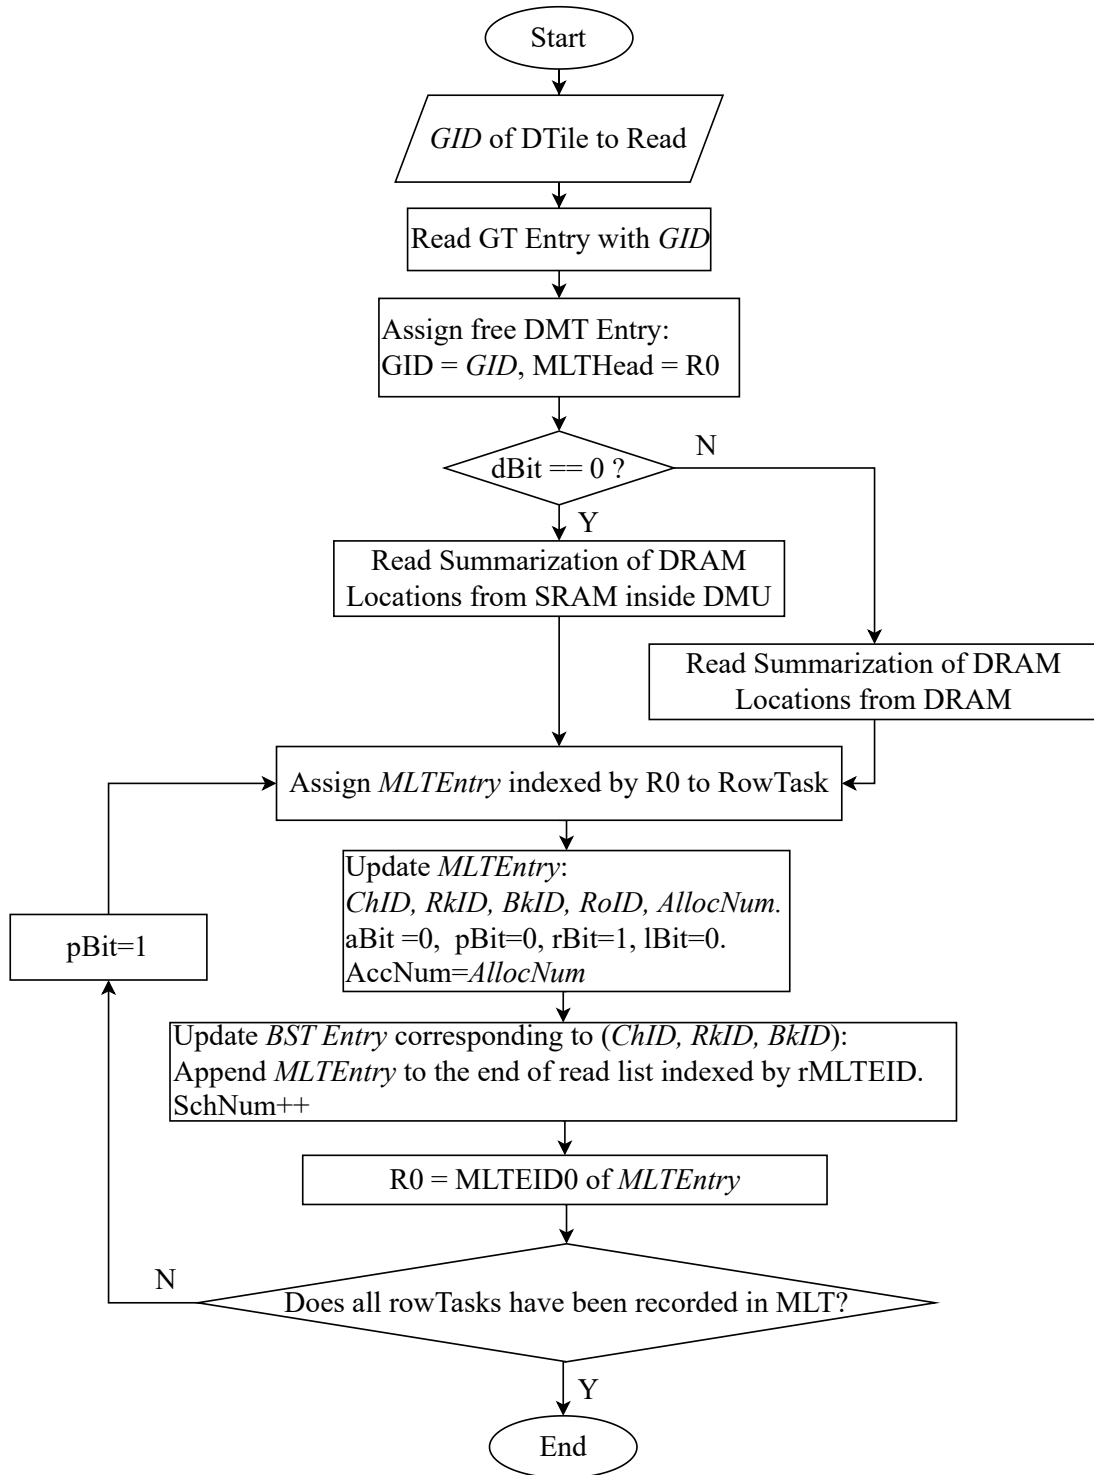 Start
GID of DTile to Read
Read GT Entry with GID
Assign free DMT Entry:
GID = GID, MLTHead = R0
dBit == 0 ?
N
Y
Read Summarization of DRAM
Locations from SRAM inside DMU
Read Summarization of DRAM
Locations from DRAM
Assign MLTEntry indexed by R0 to RowTask
Update MLTEntry:
ChID, RkID, BkID, RoID, AllocNum.
aBit =0, pBit=0, rBit=1, lBit=0.
AccNum=AllocNum
pBit=1
Update BST Entry corresponding to (ChID, RkID, BkID):
Append MLTEntry to the end of read list indexed by rMLTEID.
SchNum++
R0 = MLTEID0 of MLTEntry
N
Does all rowTasks have been recorded in MLT?
Y
End